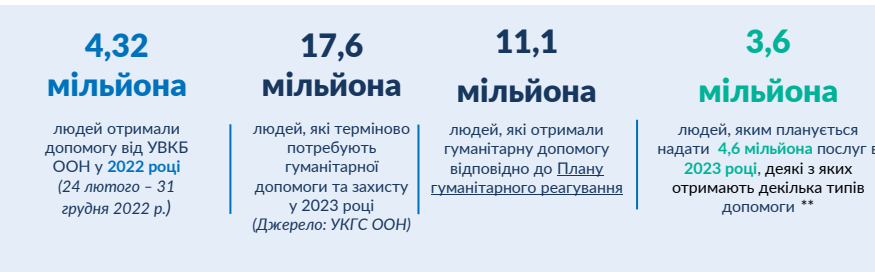 4,32
мільйона
людей отримали
допомогу від УВКБ
ООН у 2022 році
(24 лютого – 31
грудня 2022 р.)
17,6
мільйона
людей, які терміново
потребують
гуманітарної
допомоги та захисту
у 2023 році
(Джерело: УКГС ООН)
11,1
мільйона
людей, які отримали
гуманітарну допомогу
відповідно до Плану
гуманітарного реагування
3,6
мільйона
людей, яким планується
надати 4,6 мільйона послуг в
2023 році, деякі з яких
отримають декілька типів
допомоги **